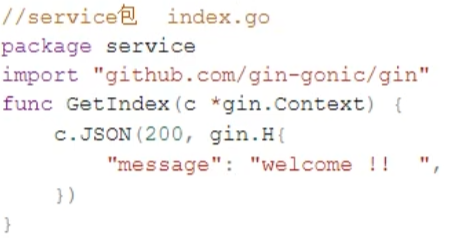 //service包  index.go
package service
import "github.com/gin-gonic/gin"
func GetIndex(c *gin.Context) {
    c.JSON(200, gin.H{
        "message": "welcome !!  ",
    })
}